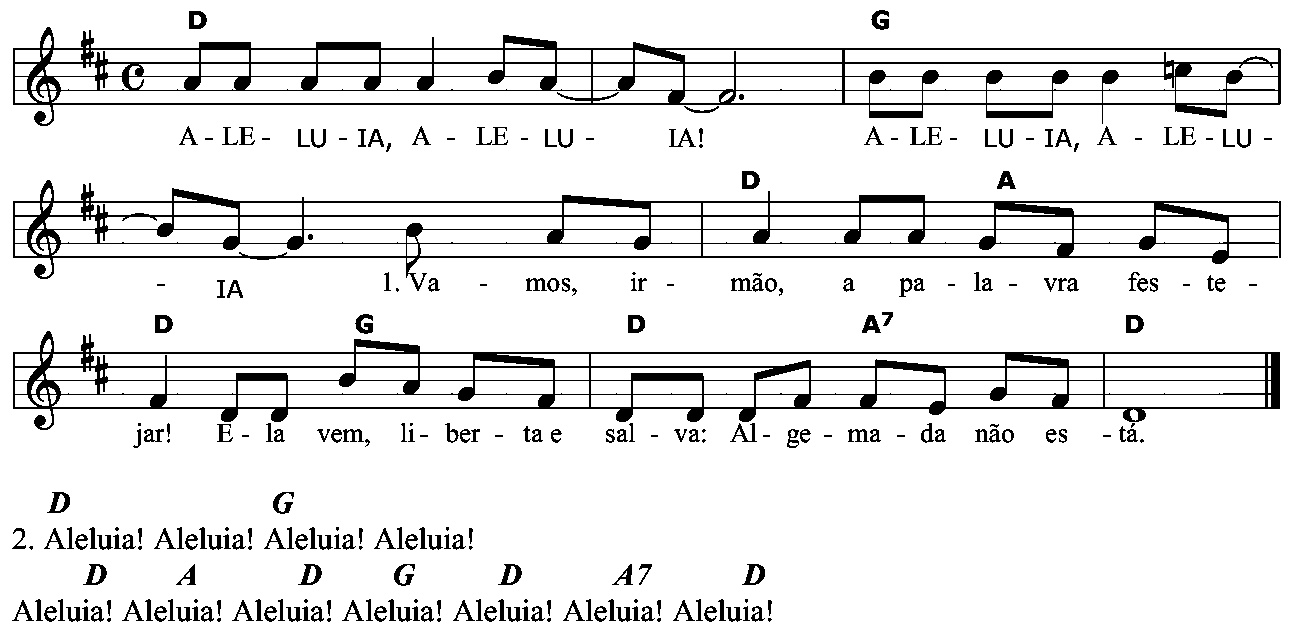 D G
A - LE - LU - IA, A - LE - LU - IA! A - LE - LU - IA, A - LE - LU -
D A
- IA 1. Va - mos, ir - mão, a pa - la - vra fes - te -
D G D A7 D
jar! E - la vem, li - ber - ta e sal - va: Al - ge - ma - da não es - tá.
D G
2. Aleluia! Aleluia! Aleluia! Aleluia!
D A D G D A7 D
Aleluia! Aleluia! Aleluia! Aleluia! Aleluia! Aleluia! Aleluia!